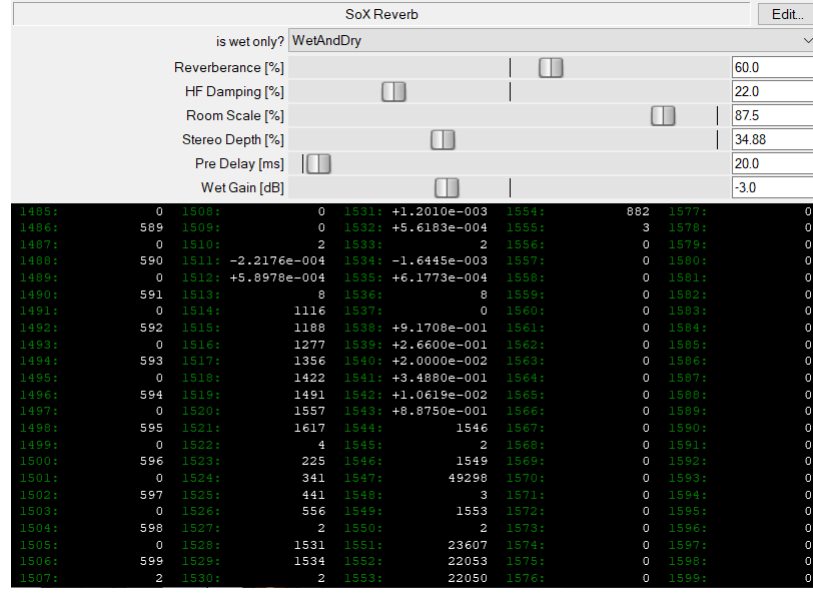 SoX Reverb Edit...
is wet only? WetAndDry
Reverberance [%] 60.0
HF Damping [%] 22.0
Room Scale [%] 87.5
Stereo Depth [%] 34.88
Pre Delay [ms] 20.0
Wet Gain [dB] -3.0
1485: 0 1508: 0 1531: +1.2010e-003 1554: 882 1577: 0
1486: 589 1509: 0 1532: +5.6183e-004 1555: 3 1578: 0
1487: 0 1510: 2 1533: 2 1556: 0 1579: 0
1488: 590 1511: -2.2176e-004 1534: -1.6445e-003 1557: 0 1580: 0
1489: 0 1512: +5.8978e-004 1535: +6.1773e-004 1558: 0 1581: 0
1490: 591 1513: 8 1536: 8 1559: 0 1582: 0
1491: 0 1514: 1116 1537: 0 1560: 0 1583: 0
1492: 592 1515: 1188 1538: +9.1708e-001 1561: 0 1584: 0
1493: 0 1516: 1277 1539: +2.6600e-001 1562: 0 1585: 0
1494: 593 1517: 1356 1540: +2.0000e-002 1563: 0 1586: 0
1495: 0 1518: 1422 1541: +3.4880e-001 1564: 0 1587: 0
1496: 594 1519: 1491 1542: +1.0619e-002 1565: 0 1588: 0
1497: 0 1520: 1557 1543: +8.8750e-001 1566: 0 1589: 0
1498: 595 1521: 1617 1544: 1546 1567: 0 1590: 0
1499: 0 1522: 4 1545: 2 1568: 0 1591: 0
1500: 596 1523: 225 1546: 1549 1569: 0 1592: 0
1501: 0 1524: 341 1547: 49298 1570: 0 1593: 0
1502: 597 1525: 441 1548: 3 1571: 0 1594: 0
1503: 0 1526: 556 1549: 1553 1572: 0 1595: 0
1504: 598 1527: 2 1550: 2 1573: 0 1596: 0
1505: 0 1528: 1531 1551: 23607 1574: 0 1597: 0
1506: 599 1529: 1534 1552: 22053 1575: 0 1598: 0
1507: 2 1530: 2 1553: 22050 1576: 0 1599: 0